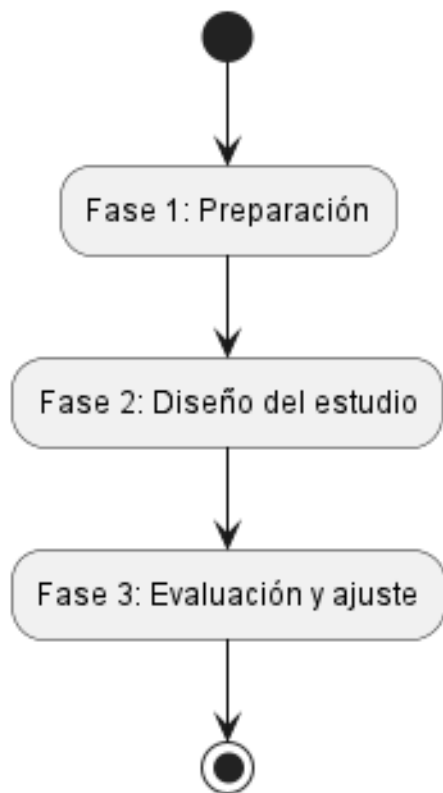 Fase 1: Preparación
Fase 2: Diseño del estudio
Fase 3: Evaluación y ajuste